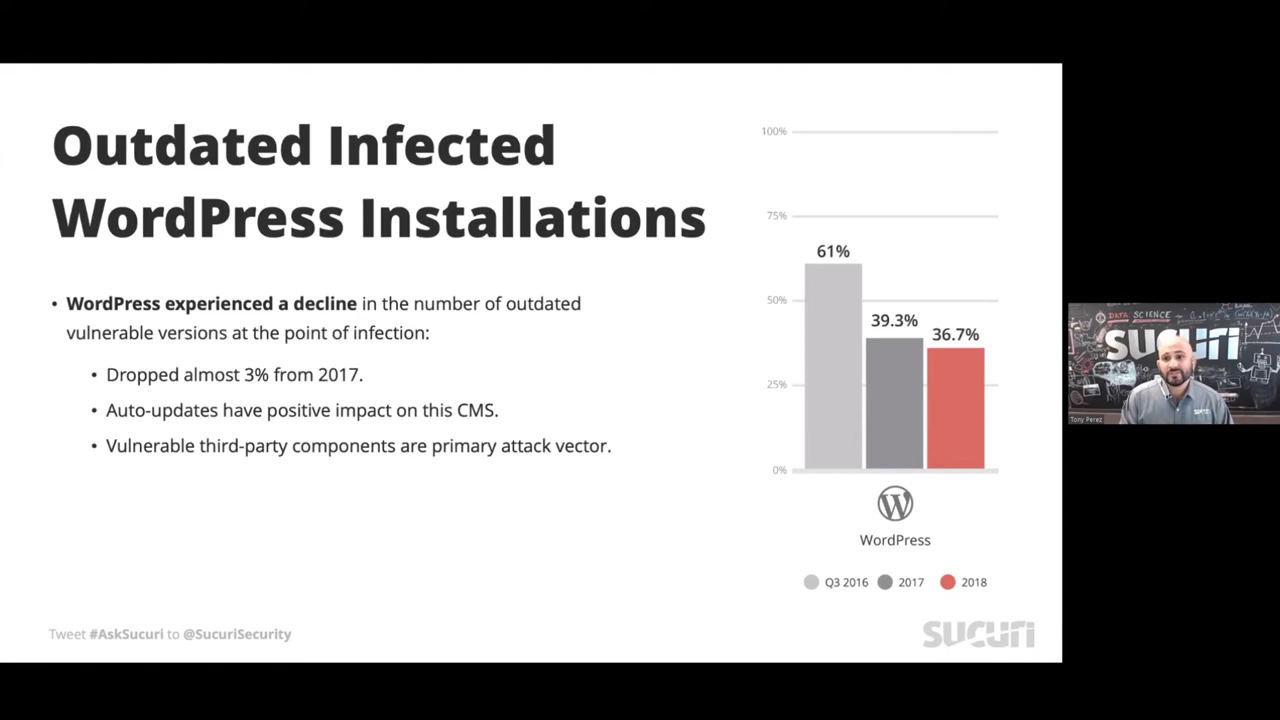 Outdated Infected
WordPress Installations
• WordPress experienced a decline in the number of outdated
vulnerable versions at the point of infection:
• Dropped almost 3% from 2017.
• Auto-updates have positive impact on this CMS.
• Vulnerable third-party components are primary attack vector.
100%
75%
50%
25%
0%
61%
39.3%
36.7%
WordPress
Q3 2016
2017
2018
Tweet #AskSucuri to @SucuriSecurity
SUCURI
DATA SCIENCE
SUCURI
Tony Perez